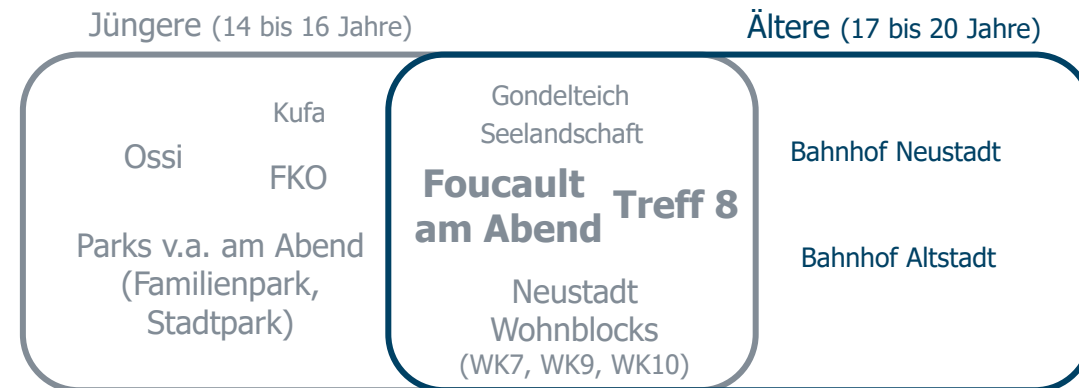 Jüngere (14 bis 16 Jahre)
Ältere (17 bis 20 Jahre)
Kufa
Ossi
FKO
Parks v.a. am Abend
(Familienpark,
Stadtpark)
Gondelteich
Seelandschaft
Foucault
am Abend
Treff 8
Neustadt
Wohnblocks
(WK7, WK9, WK10)
Bahnhof Neustadt
Bahnhof Altstadt